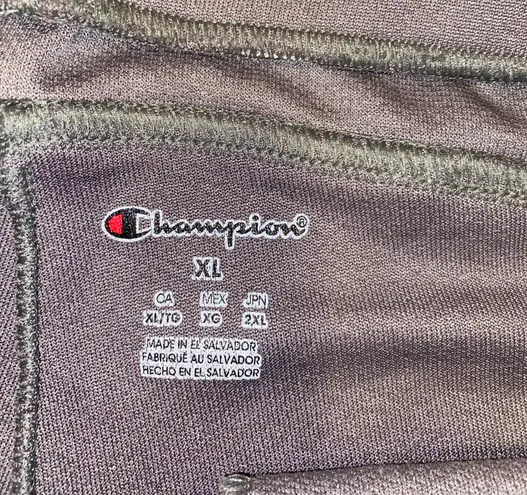 Champion®
XL
CA MEX JPN
XL/TG XG 2XL
MADE IN EL SALVADOR
FABRIQUÉ AU SALVADOR
HECHO EN EL SALVADOR